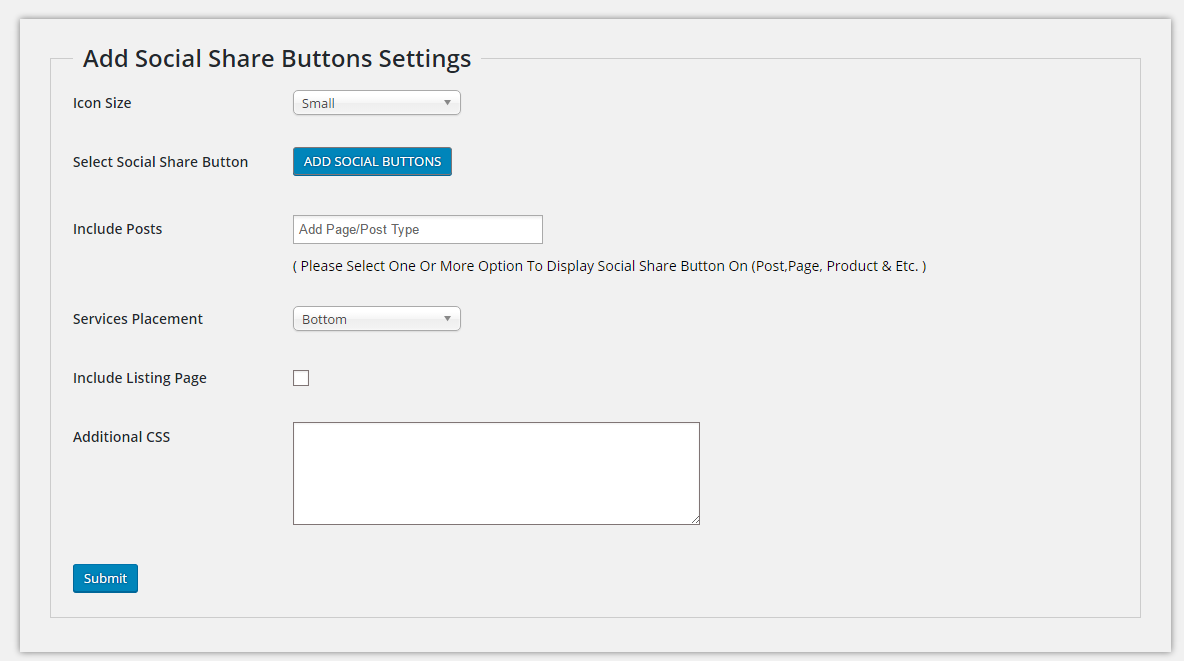 Add Social Share Buttons Settings
Icon Size
Small
Select Social Share Button
ADD SOCIAL BUTTONS
Include Posts
Add Page/Post Type
( Please Select One Or More Option To Display Social Share Button On (Post,Page, Product & Etc. )
Services Placement
Bottom
Include Listing Page
Additional CSS
Submit